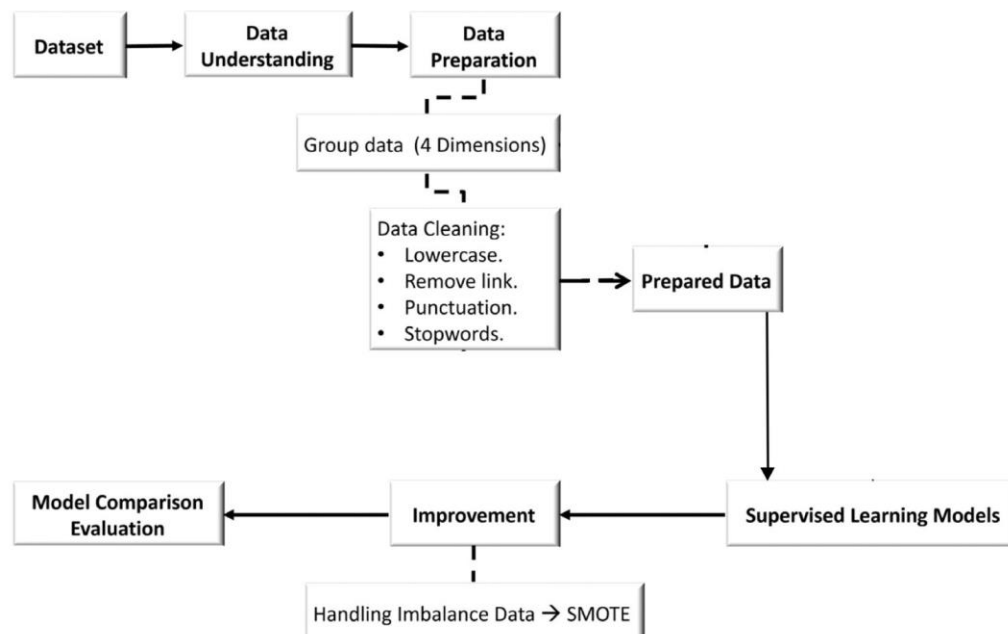 Dataset
Data
Understanding
Data
Preparation
Group data (4 Dimensions)
Data Cleaning:
• Lowercase.
• Remove link.
• Punctuation.
• Stopwords.
Prepared Data
Supervised Learning Models
Improvement
Model Comparison
Evaluation
Handling Imbalance Data → SMOTE